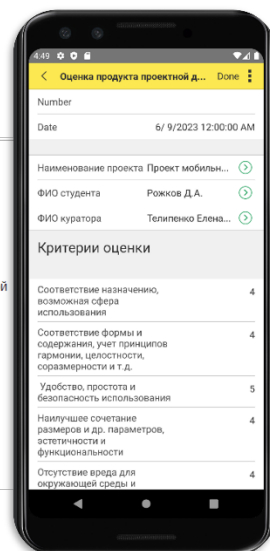 4:49
Оценка продукта проектной д... Done
Number
Date 6/ 9/2023 12:00:00 AM
Наименование проекта Проект мобильн...
ФИО студента Рожков Д.А.
ФИО куратора Телипенко Елена...
Критерии оценки
Соответствие назначению,
возможная сфера
использования 4
Соответствие формы и
содержания, учет принципов
гармонии, целостности,
соразмерности и т.д. 4
Удобство, простота и
безопасность использования 5
Наилучшее сочетание
размеров и др. параметров,
эстетичности и
функциональности 4
Отсутствие вреда для
окружающей среды и 4
й